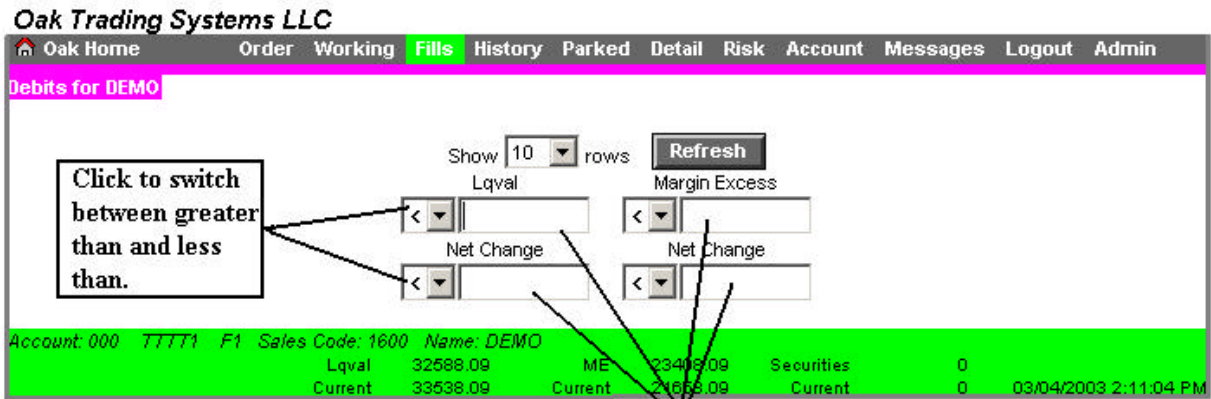 Oak Trading Systems LLC
Oak Home Order Working Fills History Parked Detail Risk Account Messages Logout Admin
Debits for DEMO
Show 10 rows Refresh
Lqval Margin Excess
< <
Net Change Net Change
< <
Click to switch
between greater
than and less
than.
Account: 000 77771 F1 Sales Code: 1600 Name: DEMO
Lqval 32588.09 ME 23408.09 Securities 0
Current 33538.09 Current Current 0 03/04/2003 2:11:04 PM